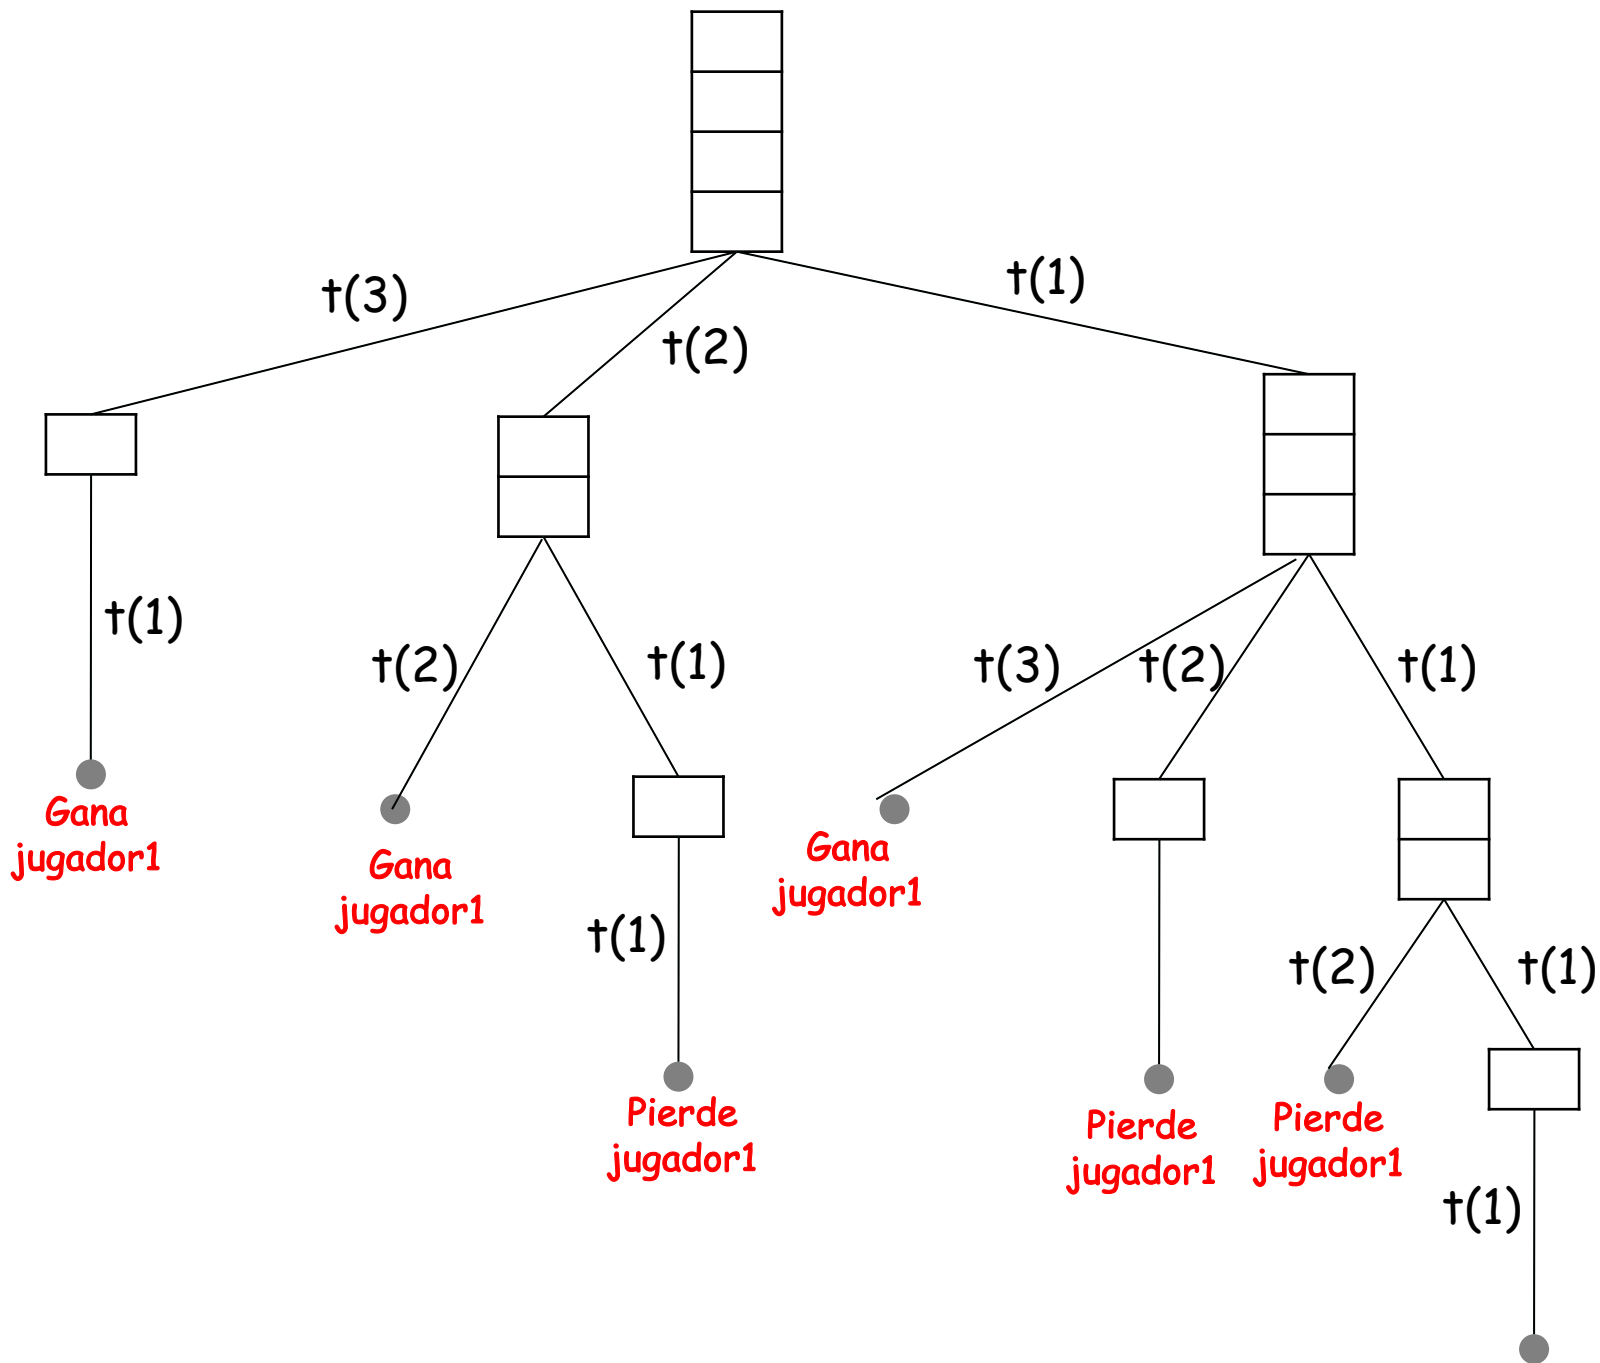 t(1)
t(3)
t(2)
t(1)
t(2)
t(1)
t(3)
t(2)
t(1)
Gana
jugador1
Gana
jugador1
Gana
jugador1
t(1)
t(2)
t(1)
Pierde
jugador1
Pierde
jugador1
Pierde
jugador1
t(1)